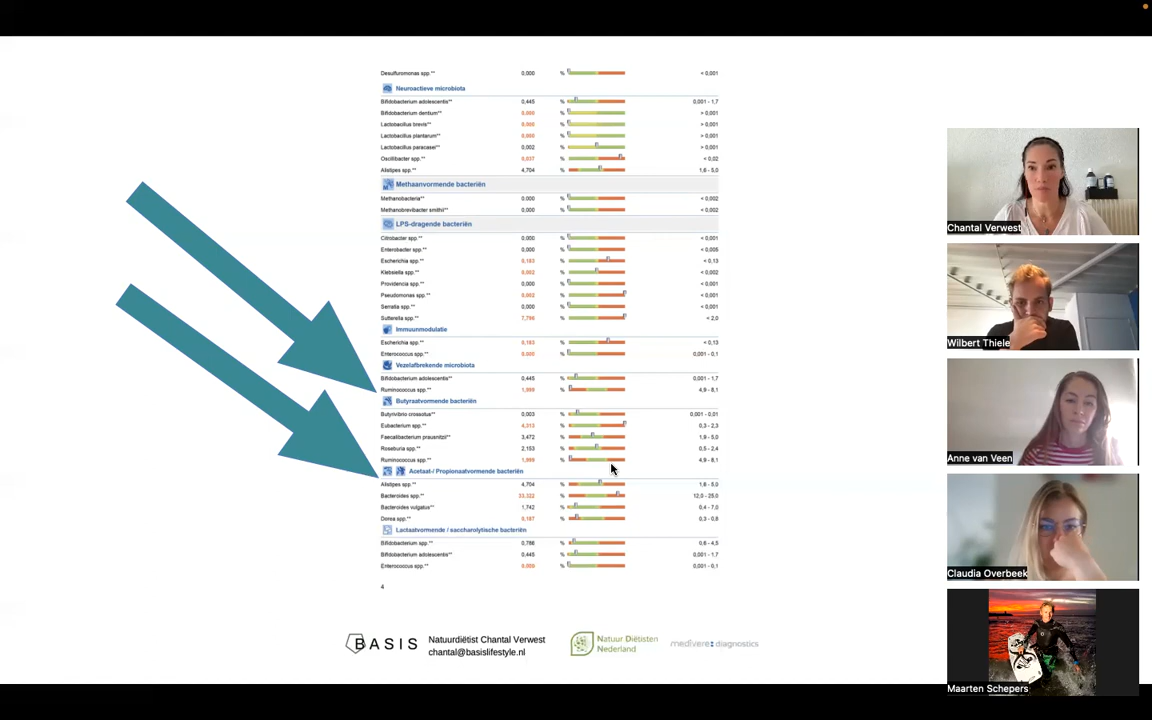 Desulfuromonas spp.** 0,000 % < 0,001
Neuroactieve microbiota
Bifidobacterium adolescentis** 0,445 % 0,001 - 1,7
Bifidobacterium dentium** 0,000 % > 0,001
Lactobacillus brevis** 0,000 % > 0,001
Lactobacillus plantarum** 0,000 % > 0,001
Lactobacillus paracasei** 0,002 % > 0,001
Oscillibacter spp.** 0,037 % < 0,02
Alistipes spp.** 4,704 % 1,6 - 5,0
Methaanvormende bacteriën
Methanobacteria** 0,000 % < 0,002
Methanobrevibacter smithii** 0,000 % < 0,002
LPS-dragende bacteriën
Citrobacter spp.** 0,000 % < 0,001
Enterobacter spp.** 0,000 % < 0,005
Escherichia spp.** 0,183 % < 0,13
Klebsiella spp.** 0,002 % < 0,002
Providencia spp.** 0,000 % < 0,001
Pseudomonas spp.** 0,002 % < 0,001
Serratia spp.** 0,000 % < 0,001
Sutterella spp.** 7,796 % < 2,0
Immuunmodulatie
Escherichia spp.** 0,183 % < 0,13
Enterococcus spp.** 0,000 % 0,001 - 0,1
Vezelafbrekende microbiota
Bifidobacterium adolescentis** 0,445 % 0,001 - 1,7
Ruminococcus spp.** 1,999 % 4,9 - 8,1
Butyraatvormende bacteriën
Butyrivibrio crossotus** 0,003 % 0,001 - 0,01
Eubacterium spp.** 4,313 % 0,3 - 2,3
Faecalibacterium prausnitzii** 3,472 % 1,9 - 5,0
Roseburia spp.** 2,153 % 0,5 - 2,4
Ruminococcus spp.** 1,999 % 4,9 - 8,1
Acetaat-/ Propionaatvormende bacteriën
Alistipes spp.** 4,704 % 1,6 - 5,0
Bacteroides spp.** 33,322 % 12,0 - 25,0
Bacteroides vulgatus** 1,742 % 0,4 - 7,0
Dorea spp.** 0,187 % 0,3 - 0,8
Lactaatvormende / saccharolytische bacteriën
Bifidobacterium spp.** 0,786 % 0,6 - 4,5
Bifidobacterium adolescentis** 0,445 % 0,001 - 1,7
Enterococcus spp.** 0,000 % 0,001 - 0,1
4
BASIS
Natuurdiëtist Chantal Verwest
chantal@basislifestyle.nl
Natuur Diëtisten
Nederland
medivere diagnostics
Chantal Verwest
Wilbert Thiele
Anne van Veen
Claudia Overbeek
Maarten Schepers